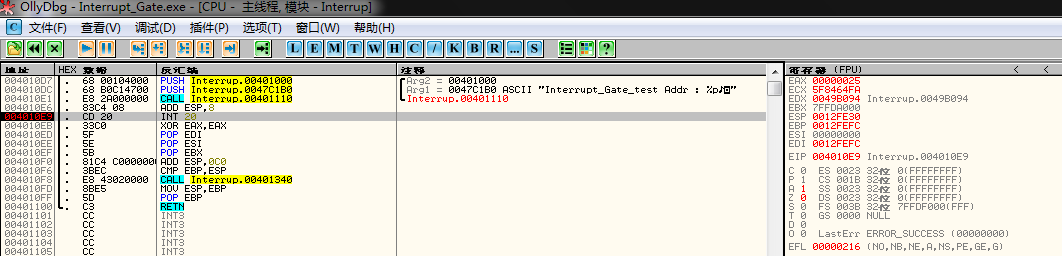 OllyDbg - Interrupt_Gate.exe - [CPU - 主线程, 模块 - Interrup]
C 文件(F) 查看(V) 调试(D) 插件(P) 选项(T) 窗口(W) 帮助(H)
L E M T W H C / K B R ... S ?
地址 HEX 数据 反汇编 注释 寄存器 (FPU) < <
004010D7 . 68 00104000 PUSH Interrup.00401000 Arg2 = 00401000
004010DC . 68 B0C14700 PUSH Interrup.0047C1B0 Arg1 = 0047C1B0 ASCII "Interrupt_Gate_test Addr : %p
004010E1 . E8 2A000000 CALL Interrup.00401110 Interrup.00401110
004010E6 . 83C4 08 ADD ESP,8
004010E9 . CD 20 INT 20
004010EB . 33C0 XOR EAX,EAX
004010ED . 5F POP EDI
004010EE . 5E POP ESI
004010EF . 5B POP EBX
004010F0 . 81C4 C0000000 ADD ESP,0C0
004010F6 . 3BEC CMP EBP,ESP
004010F8 . E8 43020000 CALL Interrup.00401340
004010FD . 8BE5 MOV ESP,EBP
004010FF . 5D POP EBP
00401100 . C3 RETN
00401101 CC INT3
00401102 CC INT3
00401103 CC INT3
00401104 CC INT3
00401105 CC INT3
EAX 00000025
ECX 5F8464FA
EDX 0049B094 Interrup.0049B094
EBX 7FFDA000
ESP 0012FE30
EBP 0012FEFC
ESI 00000000
EDI 0012FEFC
EIP 004010E9 Interrup.004010E9
C 0 ES 0023 32位 0(FFFFFFFF)
P 1 CS 001B 32位 0(FFFFFFFF)
A 1 SS 0023 32位 0(FFFFFFFF)
Z 0 DS 0023 32位 0(FFFFFFFF)
S 0 FS 003B 32位 7FFDF000(FFF)
T 0 GS 0000 NULL
D 0
O 0 LastErr ERROR_SUCCESS (00000000)
EFL 00000216 (NO,NB,NE,A,NS,PE,GE,G)